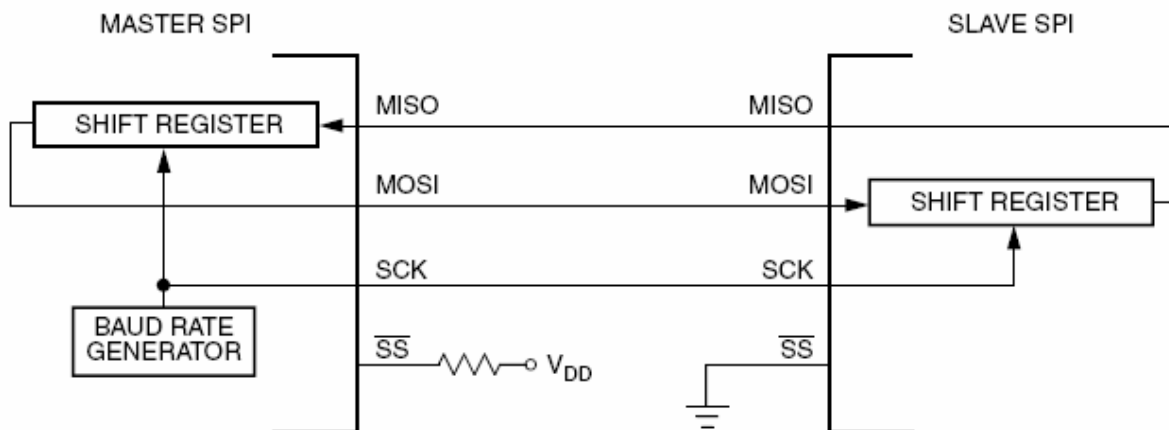 MASTER SPI
SLAVE SPI
MISO
MISO
SHIFT REGISTER
MOSI
MOSI
SHIFT REGISTER
SCK
SCK
BAUD RATE
GENERATOR
SS
VDD
SS